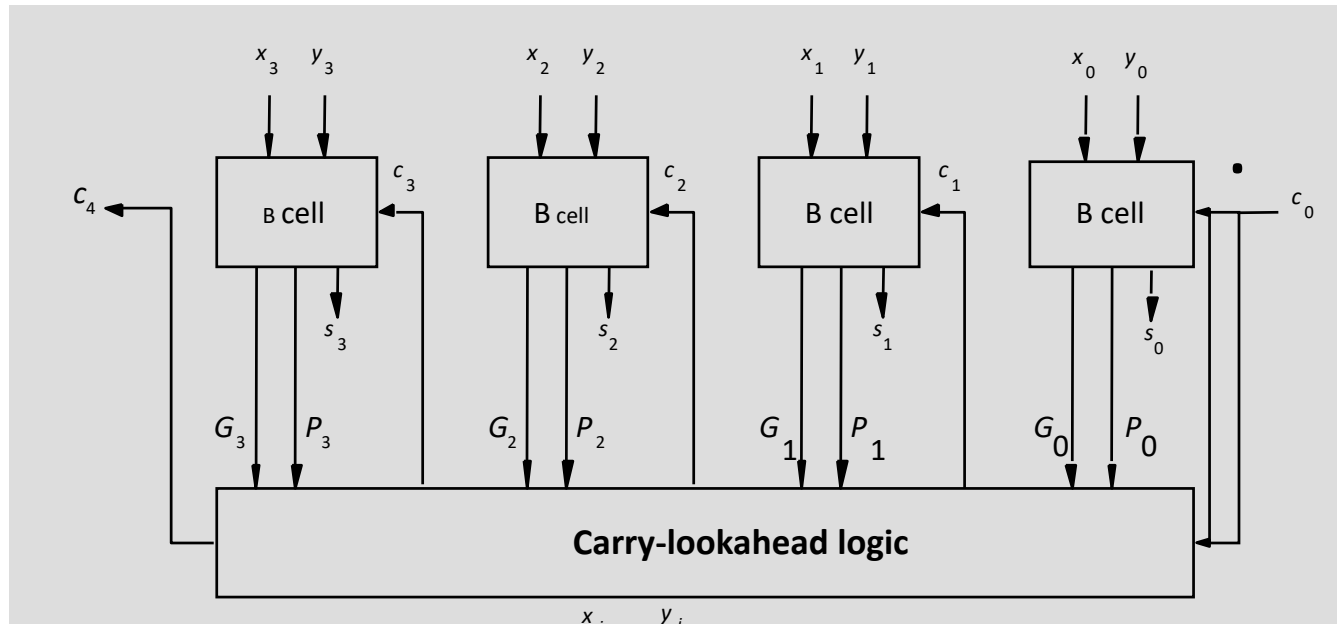 x3 y3 x2 y2 x1 y1 x0 y0
c3 c2 c1
c4 B cell B cell B cell B cell c0
s3 s2 s1 s0
G3 P3 G2 P2 G1 P1 G0 P0
Carry-lookahead logic
x y